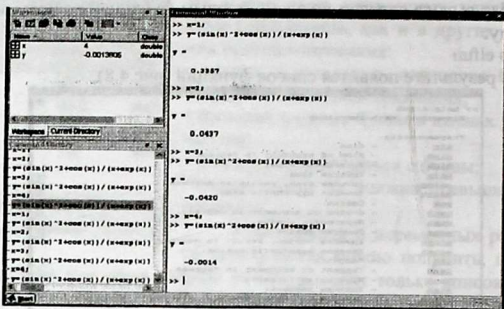 Workspace
Name
Value
Class
x
4
double
y
-0.0013805
double
Workspace
Current Directory
Command History
x=2;
y=(sin(x)^2+cos(x))/(x+exp(x))
x=3;
y=(sin(x)^2+cos(x))/(x+exp(x))
x=4;
y=(sin(x)^2+cos(x))/(x+exp(x))
x=1;
y=(sin(x)^2+cos(x))/(x+exp(x))
x=2;
y=(sin(x)^2+cos(x))/(x+exp(x))
x=3;
y=(sin(x)^2+cos(x))/(x+exp(x))
x=4;
y=(sin(x)^2+cos(x))/(x+exp(x))
Start
Command Window
>> x=1;
>> y=(sin(x)^2+cos(x))/(x+exp(x))
y =
0.3357
>> x=2;
>> y=(sin(x)^2+cos(x))/(x+exp(x))
y =
0.0437
>> x=3;
>> y=(sin(x)^2+cos(x))/(x+exp(x))
y =
-0.0420
>> x=4;
>> y=(sin(x)^2+cos(x))/(x+exp(x))
y =
-0.0014
>>